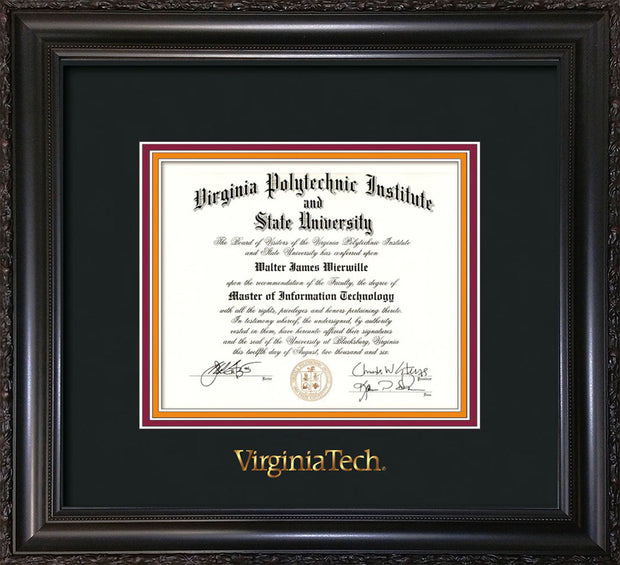 Virginia Polytechnic Institute
and
State University
The Board of Visitors of the Virginia Polytechnic Institute
and State University has conferred upon
Walter James Wierwille
upon the recommendation of the Faculty, the degree of
Master of Information Technology
with all the rights, privileges and honors pertaining thereto.
In testimony whereof, the undersigned, by authority
vested in them, have hereunto affixed their signatures
and the seal of the University at Blacksburg, Virginia
this twelfth day of August, two thousand and six.
Rector
President
Dean
VirginiaTech®